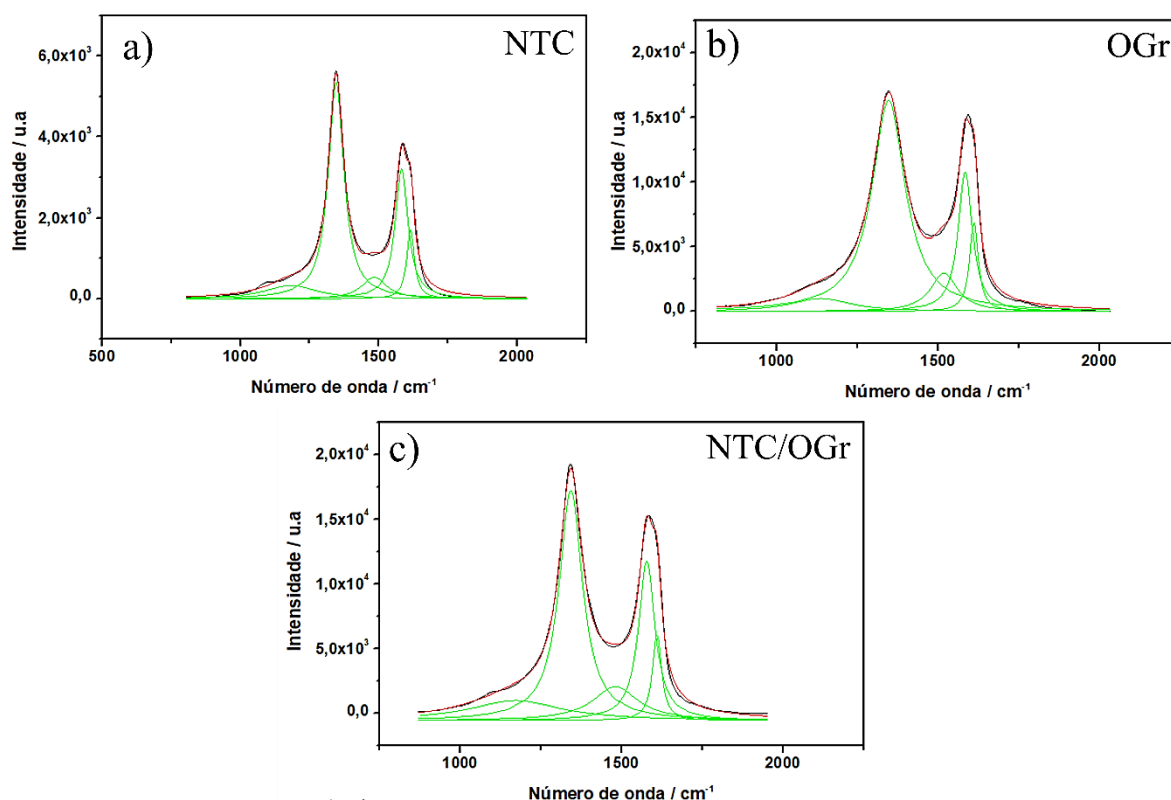 a)
NTC
Intensidade / u.a
6,0x10³
4,0x10³
2,0x10³
0,0
500
1000
1500
2000
Número de onda / cm⁻¹
b)
OGr
Intensidade / u.a
2,0x10⁴
1,5x10⁴
1,0x10⁴
5,0x10³
0,0
1000
1500
2000
Número de onda / cm⁻¹
c)
NTC/OGr
Intensidade / u.a
2,0x10⁴
1,5x10⁴
1,0x10⁴
5,0x10³
0,0
1000
1500
2000
Número de onda / cm⁻¹